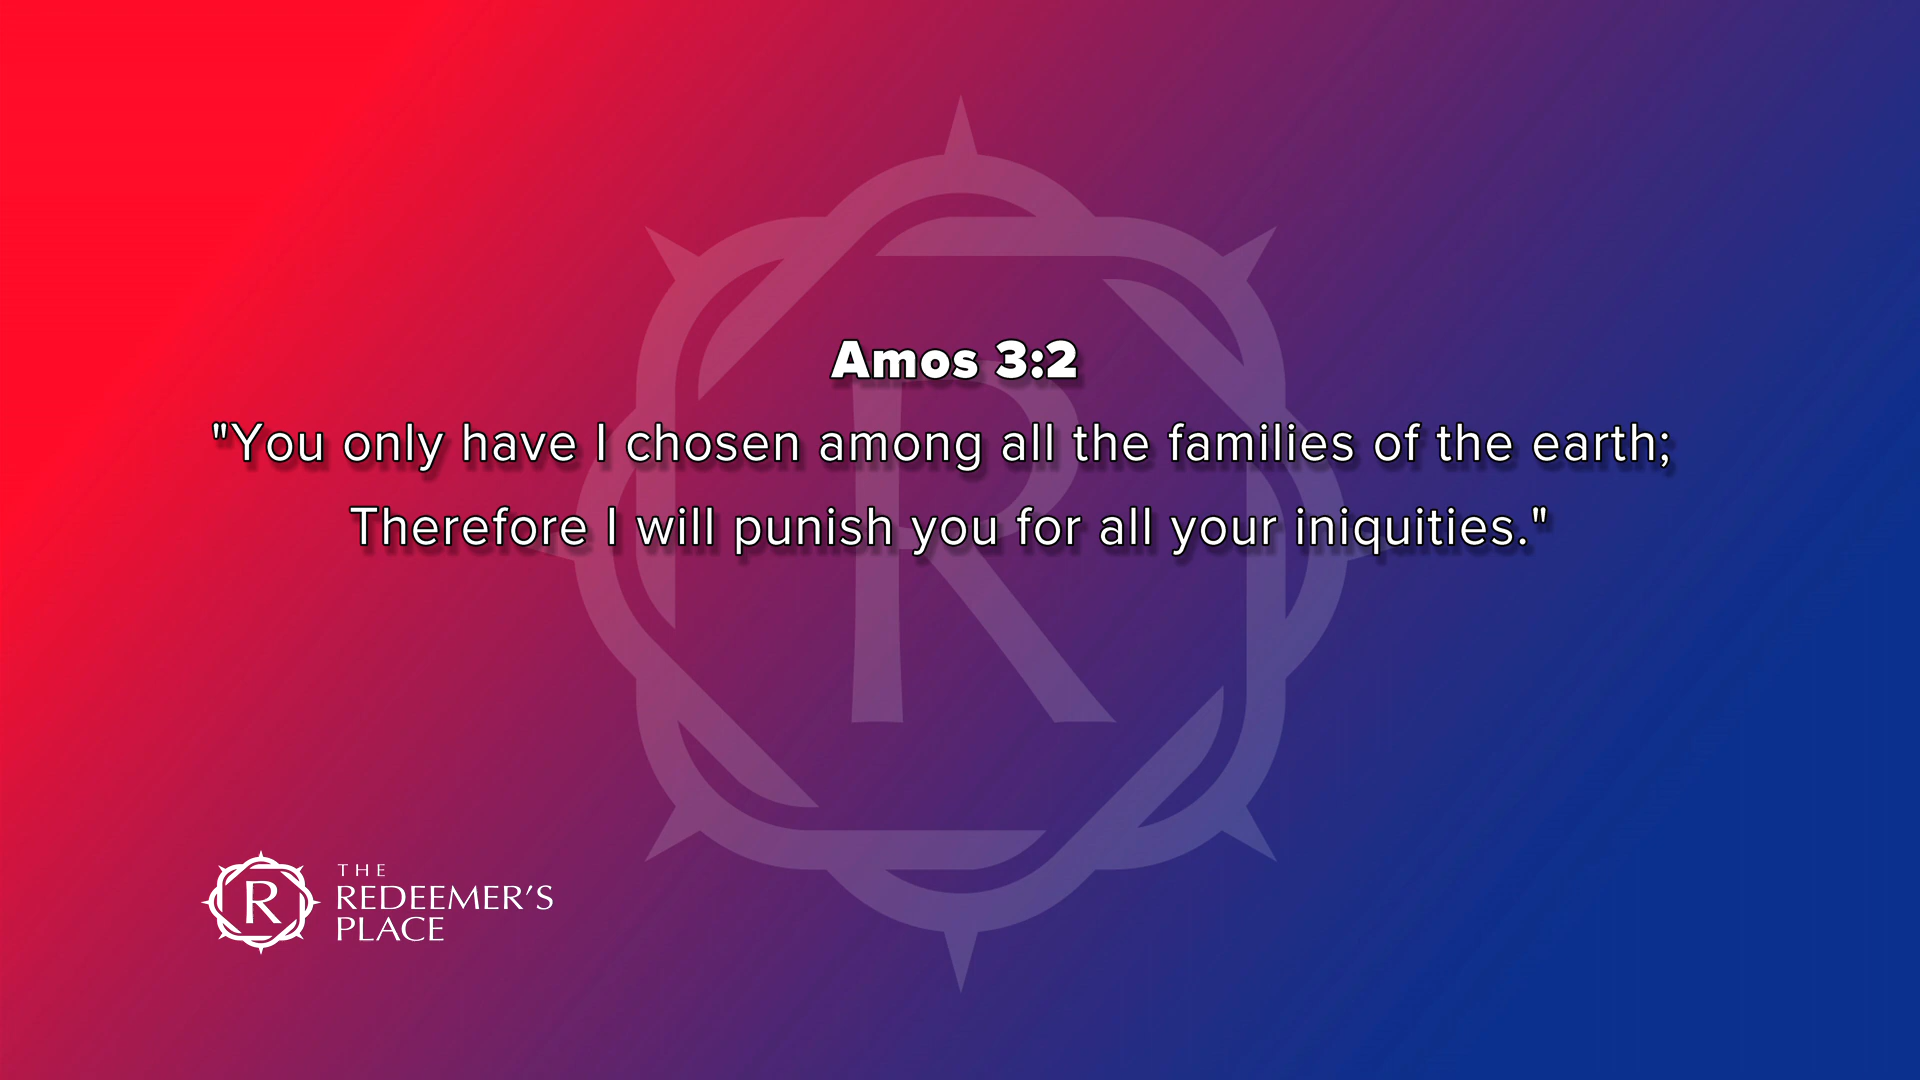 Amos 3:2
"You only have I chosen among all the families of the earth;
Therefore I will punish you for all your iniquities."
R
R
THE
REDEEMER'S
PLACE